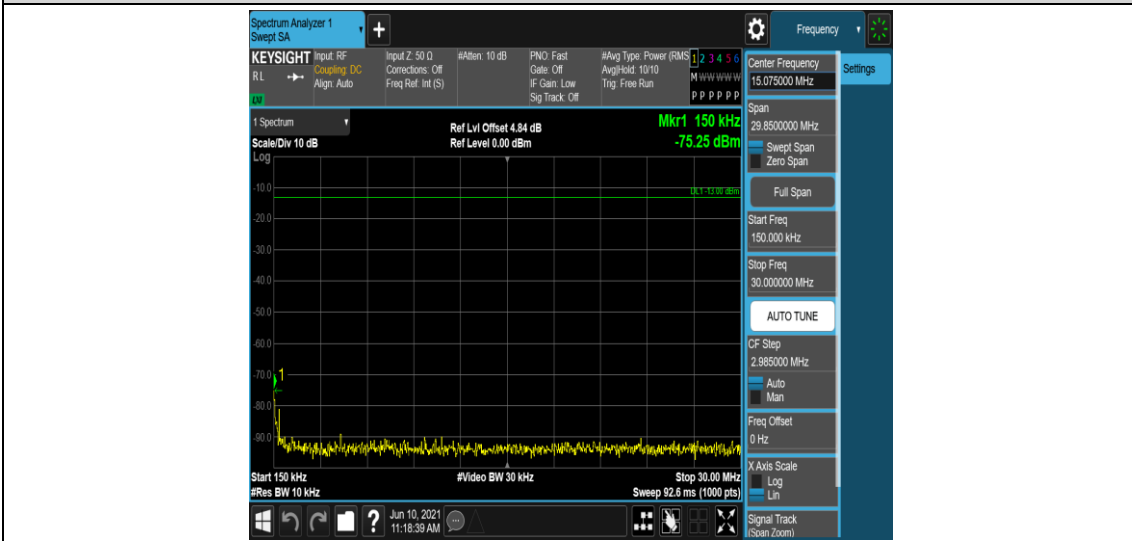 Spectrum Analyzer 1
Swept SA
+
Frequency
KEYSIGHT
RL
LXI
Input: RF
Coupling: DC
Align: Auto
Input Z: 50 Ω
Corrections: Off
Freq Ref: Int (S)
#Atten: 10 dB
PNO: Fast
Gate: Off
IF Gain: Low
Sig Track: Off
#Avg Type: Power (RMS
Avg|Hold: 10/10
Trig: Free Run
1 2 3 4 5 6
M W W W W W
P P P P P P
1 Spectrum
Scale/Div 10 dB
Log
Ref Lvl Offset 4.84 dB
Ref Level 0.00 dBm
Mkr1 150 kHz
-75.25 dBm
DL1 -13.00 dBm
-10.0
-20.0
-30.0
-40.0
-50.0
-60.0
-70.0
1
-80.0
-90.0
Start 150 kHz
#Video BW 30 kHz
Stop 30.00 MHz
#Res BW 10 kHz
Sweep 92.6 ms (1000 pts)
?
Jun 10, 2021
11:18:39 AM
Center Frequency
15.075000 MHz
Settings
Span
29.8500000 MHz
Swept Span
Zero Span
Full Span
Start Freq
150.000 kHz
Stop Freq
30.000000 MHz
AUTO TUNE
CF Step
2.985000 MHz
Auto
Man
Freq Offset
0 Hz
X Axis Scale
Log
Lin
Signal Track
(Span Zoom)